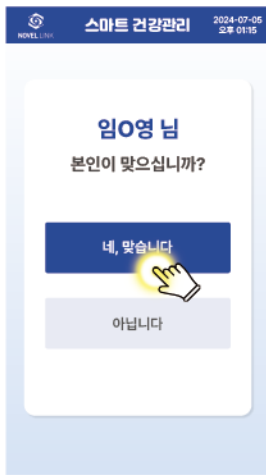 NOVEL LINK
스마트 건강관리
2024-07-05
오후 01:15
임O영 님
본인이 맞으십니까?
네, 맞습니다
아닙니다